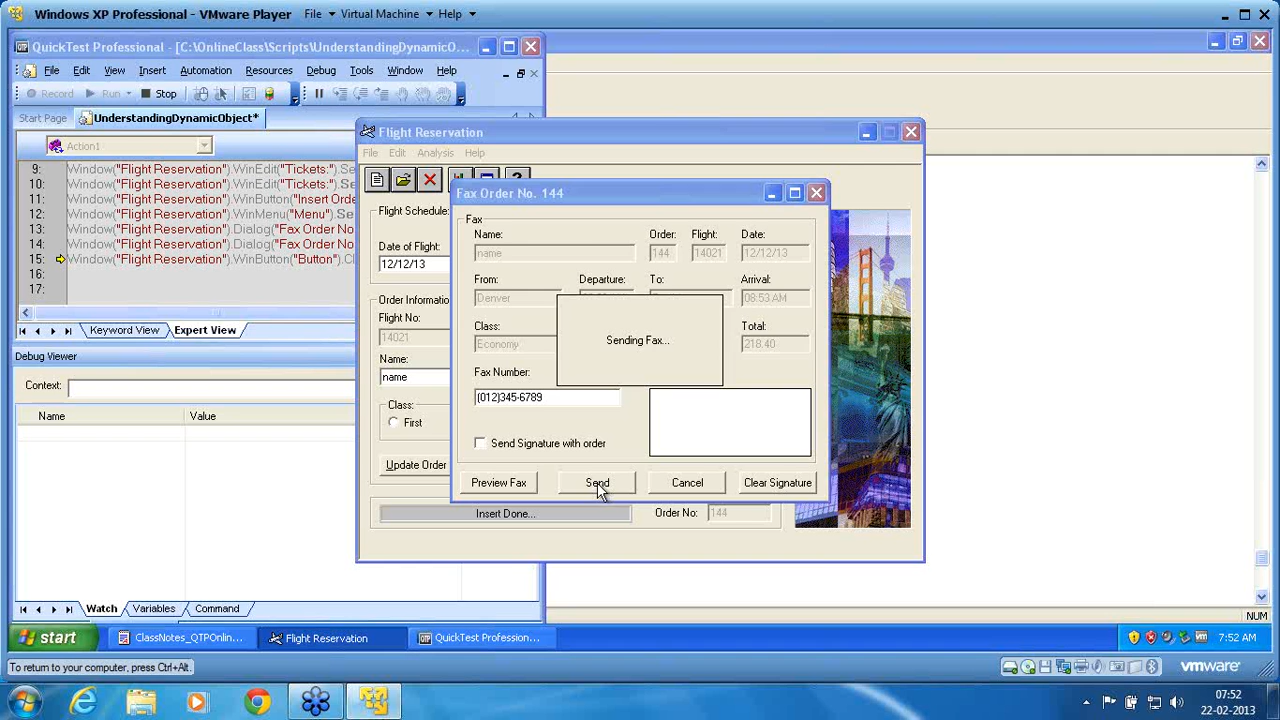 Windows XP Professional - VMware Player File Virtual Machine Help
QuickTest Professional - [C:\OnlineClass\Scripts\UnderstandingDynamicO...
File Edit View Insert Automation Resources Debug Tools Window Help
Record Run Stop
Start Page UnderstandingDynamicObject*
Action1
9: Window("Flight Reservation").WinEdit("Tickets:").Se
10: Window("Flight Reservation").WinEdit("Tickets:").Se
11: Window("Flight Reservation").WinButton("Insert Orde
12: Window("Flight Reservation").WinMenu("Menu").Se
13: Window("Flight Reservation").Dialog("Fax Order No
14: Window("Flight Reservation").Dialog("Fax Order No
15: Window("Flight Reservation").WinButton("Button").C
16:
17:
Keyword View Expert View
Debug Viewer
Context:
Name Value
Watch Variables Command
Flight Reservation
File Edit Analysis Help
Flight Schedule:
Date of Flight:
12/12/13
Order Information
Flight No:
14021
Name:
name
Class:
First
Update Order
Insert Done... Order No: 144
Fax Order No. 144
Fax
Name: Order: Flight: Date:
name 144 14021 12/12/13
From: Departure: To: Arrival:
Denver 08:53 AM
Class: Total:
Economy 218.40
Sending Fax...
Fax Number:
(012)345-6789
Send Signature with order
Preview Fax Send Cancel Clear Signature
NUM
start ClassNotes_QTPOnlin... Flight Reservation QuickTest Profession... 7:52 AM
To return to your computer, press Ctrl+Alt. vmware
07:52
22-02-2013